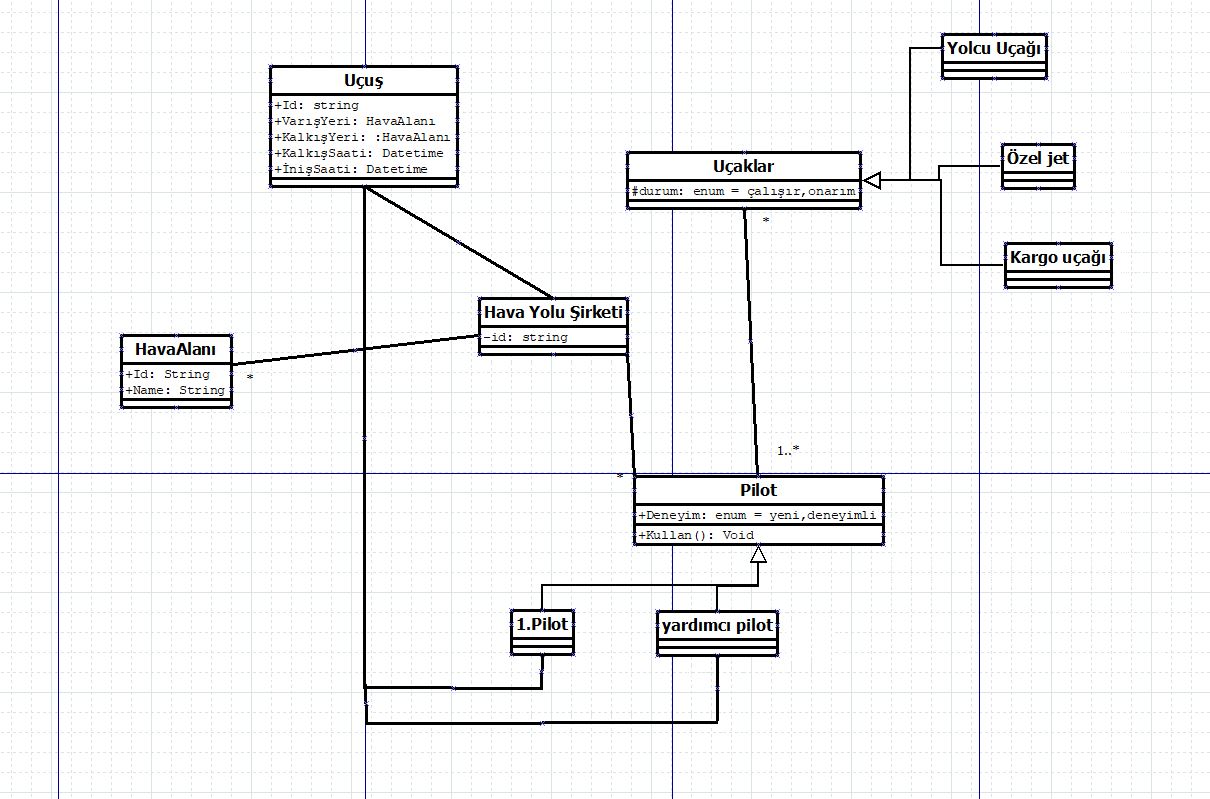 Uçuş
+Id: string
+VarışYeri: HavaAlanı
+KalkışYeri: :HavaAlanı
+KalkışSaati: Datetime
+İnişSaati: Datetime
Yolcu Uçağı
Özel jet
Kargo uçağı
Uçaklar
#durum: enum = çalışır,onarım
*
Hava Yolu Şirketi
-id: string
HavaAlanı
+Id: String
+Name: String
*
1..*
*
Pilot
+Deneyim: enum = yeni,deneyimli
+Kullan(): Void
1.Pilot
yardımcı pilot